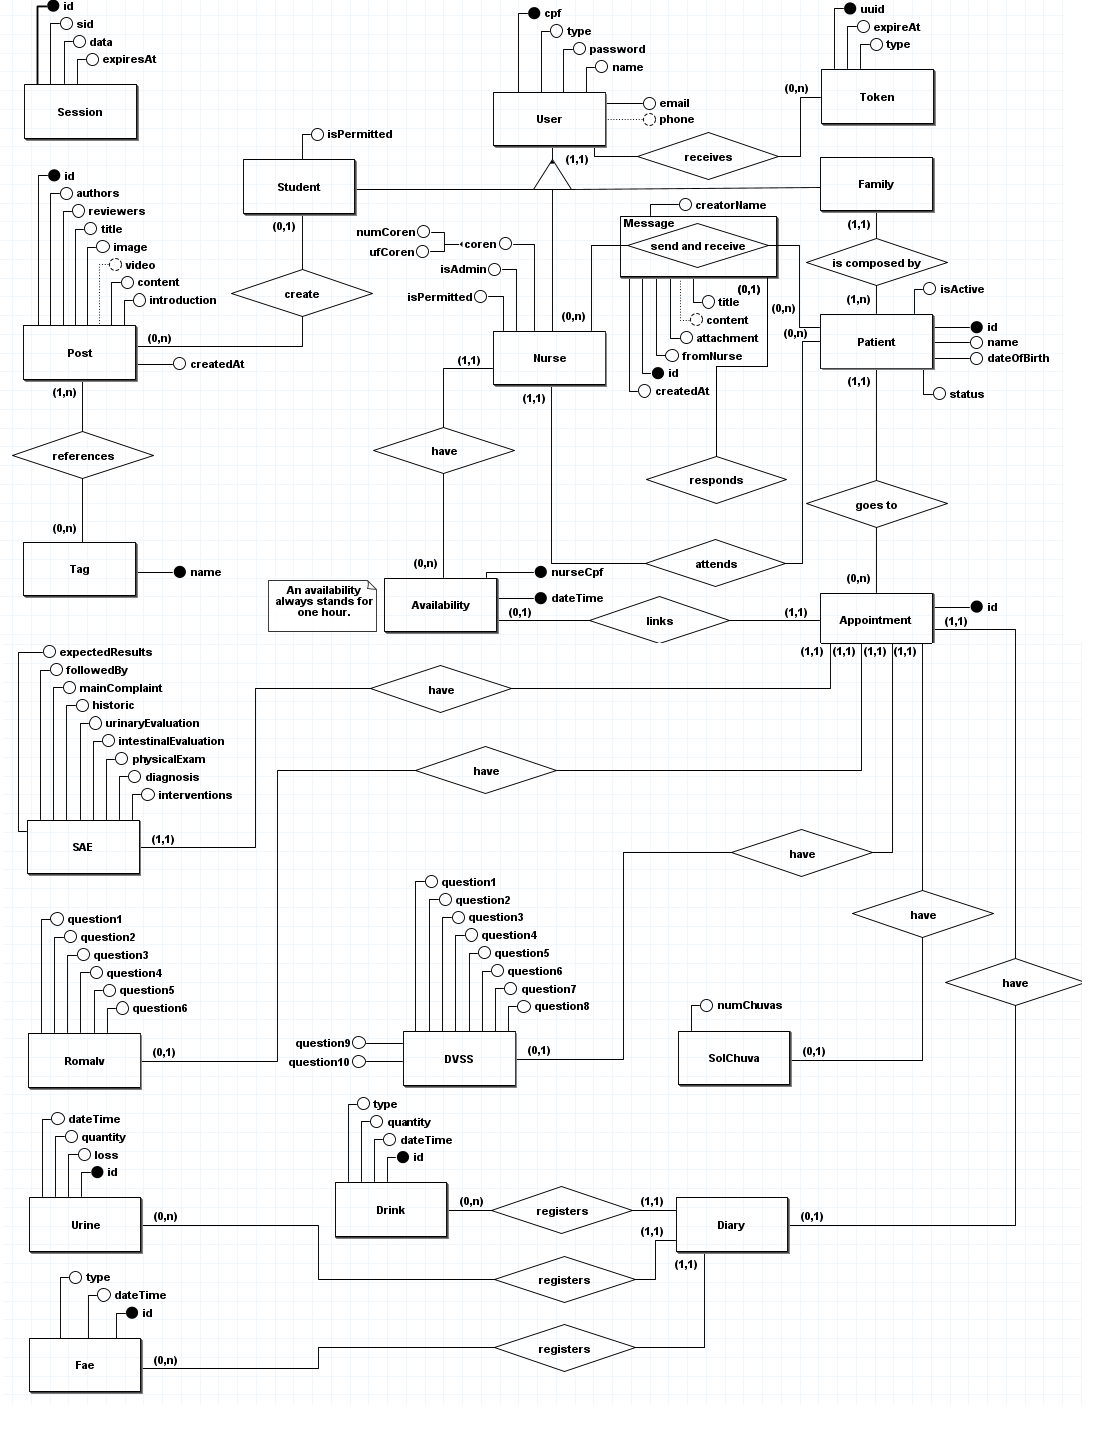 id
sid
data
expiresAt
Session
cpf
type
password
name
email
phone
User
(1,1)
uuid
expireAt
type
Token
(0,n)
receives
isPermitted
Student
(0,1)
Family
(1,1)
id
authors
reviewers
title
image
video
content
introduction
Post
(0,n)
createdAt
(1,n)
create
numCoren
ufCoren
coren
isAdmin
isPermitted
Nurse
(0,n)
(1,1)
(1,1)
creatorName
Message
send and receive
(0,1)
title
content
attachment
fromNurse
id
createdAt
(0,n)
(0,n)
is composed by
(1,n)
isActive
Patient
id
name
dateOfBirth
status
(1,1)
references
(0,n)
Tag
name
have
(0,n)
responds
goes to
(0,n)
attends
An availability
always stands for
one hour.
Availability
nurseCpf
dateTime
(0,1)
links
(1,1)
Appointment
id
(1,1)
(1,1)
(1,1)
(1,1)
(1,1)
expectedResults
followedBy
mainComplaint
historic
urinaryEvaluation
intestinalEvaluation
physicalExam
diagnosis
interventions
SAE
(1,1)
have
have
have
have
have
question1
question2
question3
question4
question5
question6
Romalv
(0,1)
question1
question2
question3
question4
question5
question6
question7
question8
question9
question10
DVSS
(0,1)
numChuvas
SolChuva
(0,1)
dateTime
quantity
loss
id
Urine
(0,n)
type
quantity
dateTime
id
Drink
(0,n)
registers
(1,1)
Diary
(0,1)
(1,1)
(1,1)
registers
type
dateTime
id
Fae
(0,n)
registers